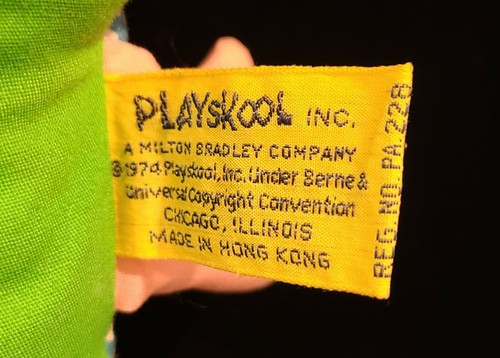 PLAYSKOOL INC.
A MILTON BRADLEY COMPANY
©1974 Playskool, Inc. Under Berne &
Universal Copyright Convention
CHICAGO, ILLINOIS
MADE IN HONG KONG
REG. NO. PA 228